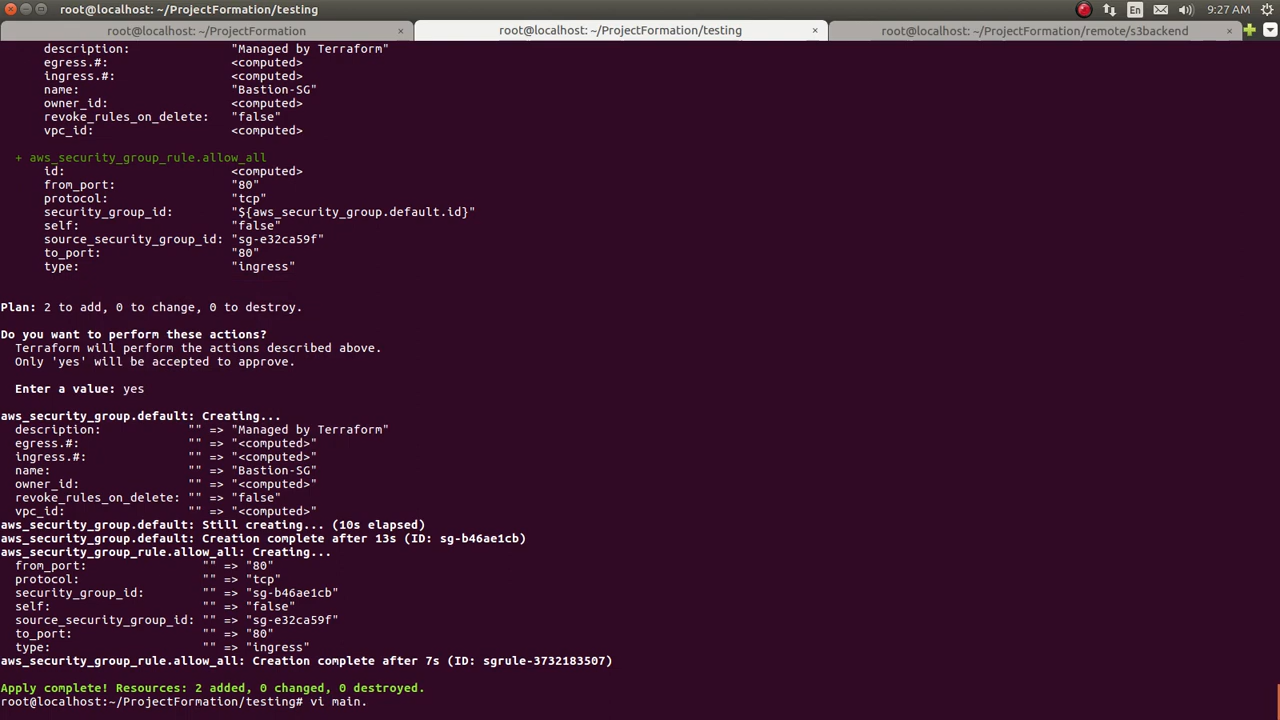 root@localhost: ~/ProjectFormation/testing
En
9:27 AM
root@localhost: ~/ProjectFormation ×
root@localhost: ~/ProjectFormation/testing ×
root@localhost: ~/ProjectFormation/remote/s3backend ×
description: "Managed by Terraform"
egress.#: <computed>
ingress.#: <computed>
name: "Bastion-SG"
owner_id: <computed>
revoke_rules_on_delete: "false"
vpc_id: <computed>
+ aws_security_group_rule.allow_all
id: <computed>
from_port: "80"
protocol: "tcp"
security_group_id: "${aws_security_group.default.id}"
self: "false"
source_security_group_id: "sg-e32ca59f"
to_port: "80"
type: "ingress"
Plan: 2 to add, 0 to change, 0 to destroy.
Do you want to perform these actions?
Terraform will perform the actions described above.
Only 'yes' will be accepted to approve.
Enter a value: yes
aws_security_group.default: Creating...
description: "" => "Managed by Terraform"
egress.#: "" => "<computed>"
ingress.#: "" => "<computed>"
name: "" => "Bastion-SG"
owner_id: "" => "<computed>"
revoke_rules_on_delete: "" => "false"
vpc_id: "" => "<computed>"
aws_security_group.default: Still creating... (10s elapsed)
aws_security_group.default: Creation complete after 13s (ID: sg-b46ae1cb)
aws_security_group_rule.allow_all: Creating...
from_port: "" => "80"
protocol: "" => "tcp"
security_group_id: "" => "sg-b46ae1cb"
self: "" => "false"
source_security_group_id: "" => "sg-e32ca59f"
to_port: "" => "80"
type: "" => "ingress"
aws_security_group_rule.allow_all: Creation complete after 7s (ID: sgrule-3732183507)
Apply complete! Resources: 2 added, 0 changed, 0 destroyed.
root@localhost:~/ProjectFormation/testing# vi main.